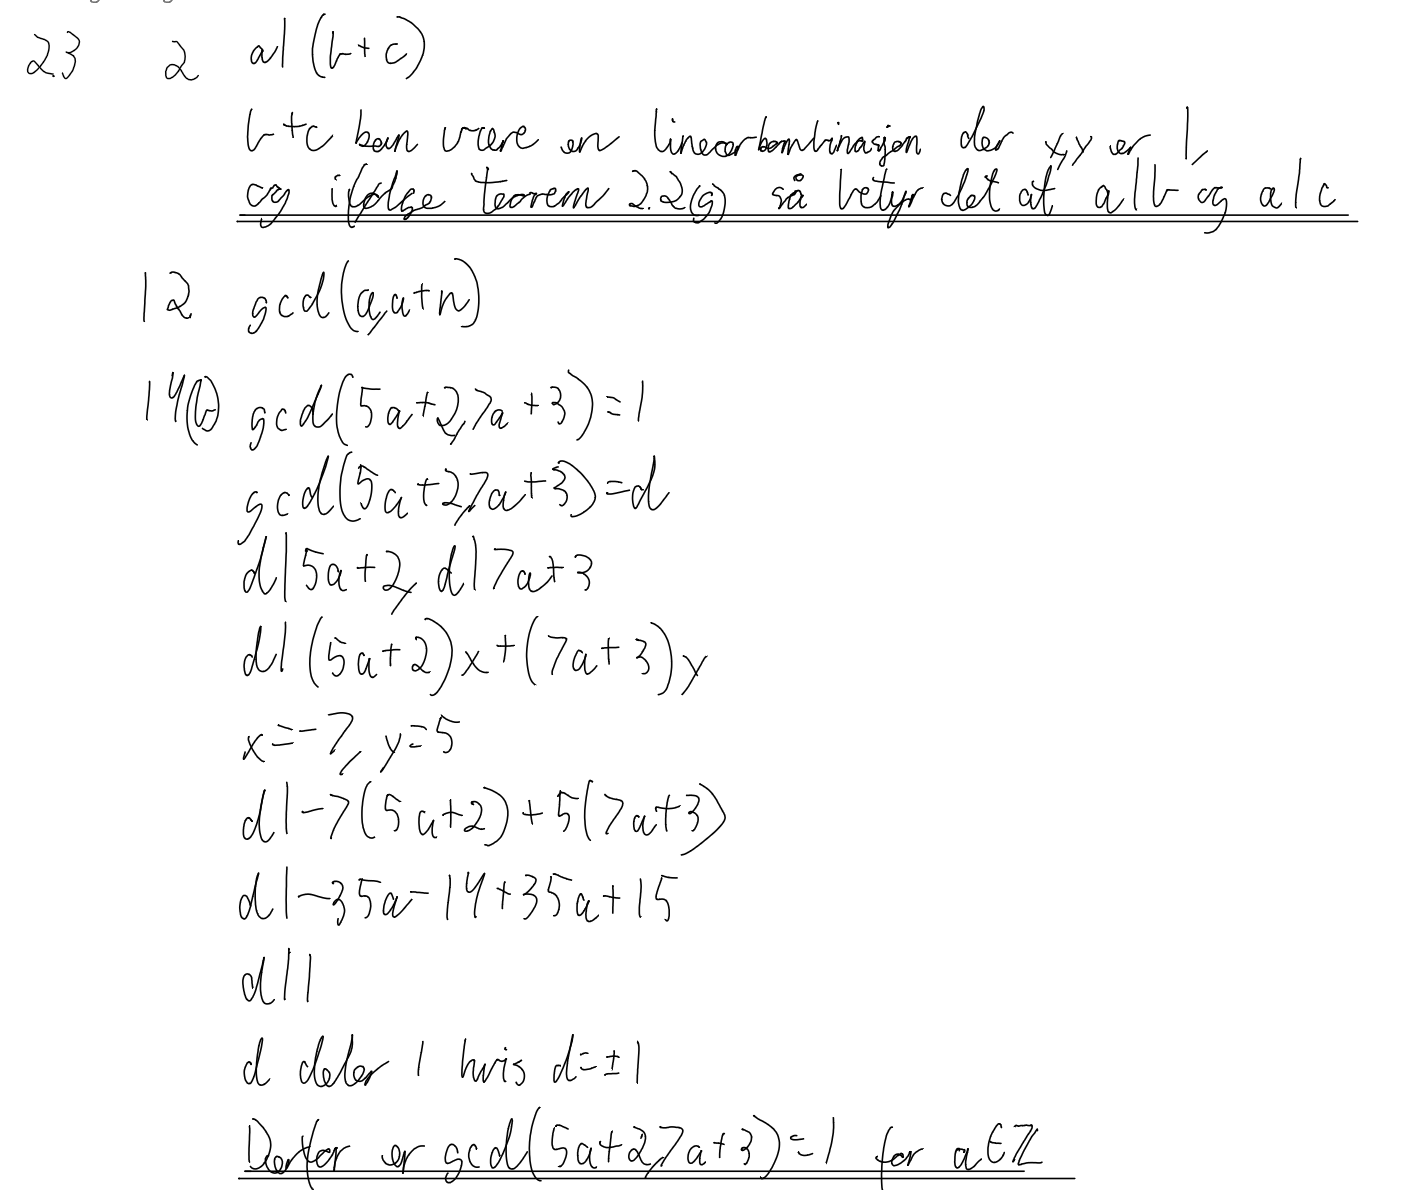 23 2 a|(b+c)
b+c kan være en linearkombinasjon der x,y er 1,
og ifølge teorem 2.2(g) så betyr det at a|b og a|c
12 gcd(a,a+n)
14(b) gcd(5a+2,7a+3)=1
gcd(5a+2,7a+3)=d
d|5a+2, d|7a+3
d|(5a+2)x+(7a+3)y
x=-7, y=5
d|-7(5a+2)+5(7a+3)
d|-35a-14+35a+15
d|1
d deler 1 hvis d=±1
Derfor er gcd(5a+2,7a+3)=1 for a∈ℤ